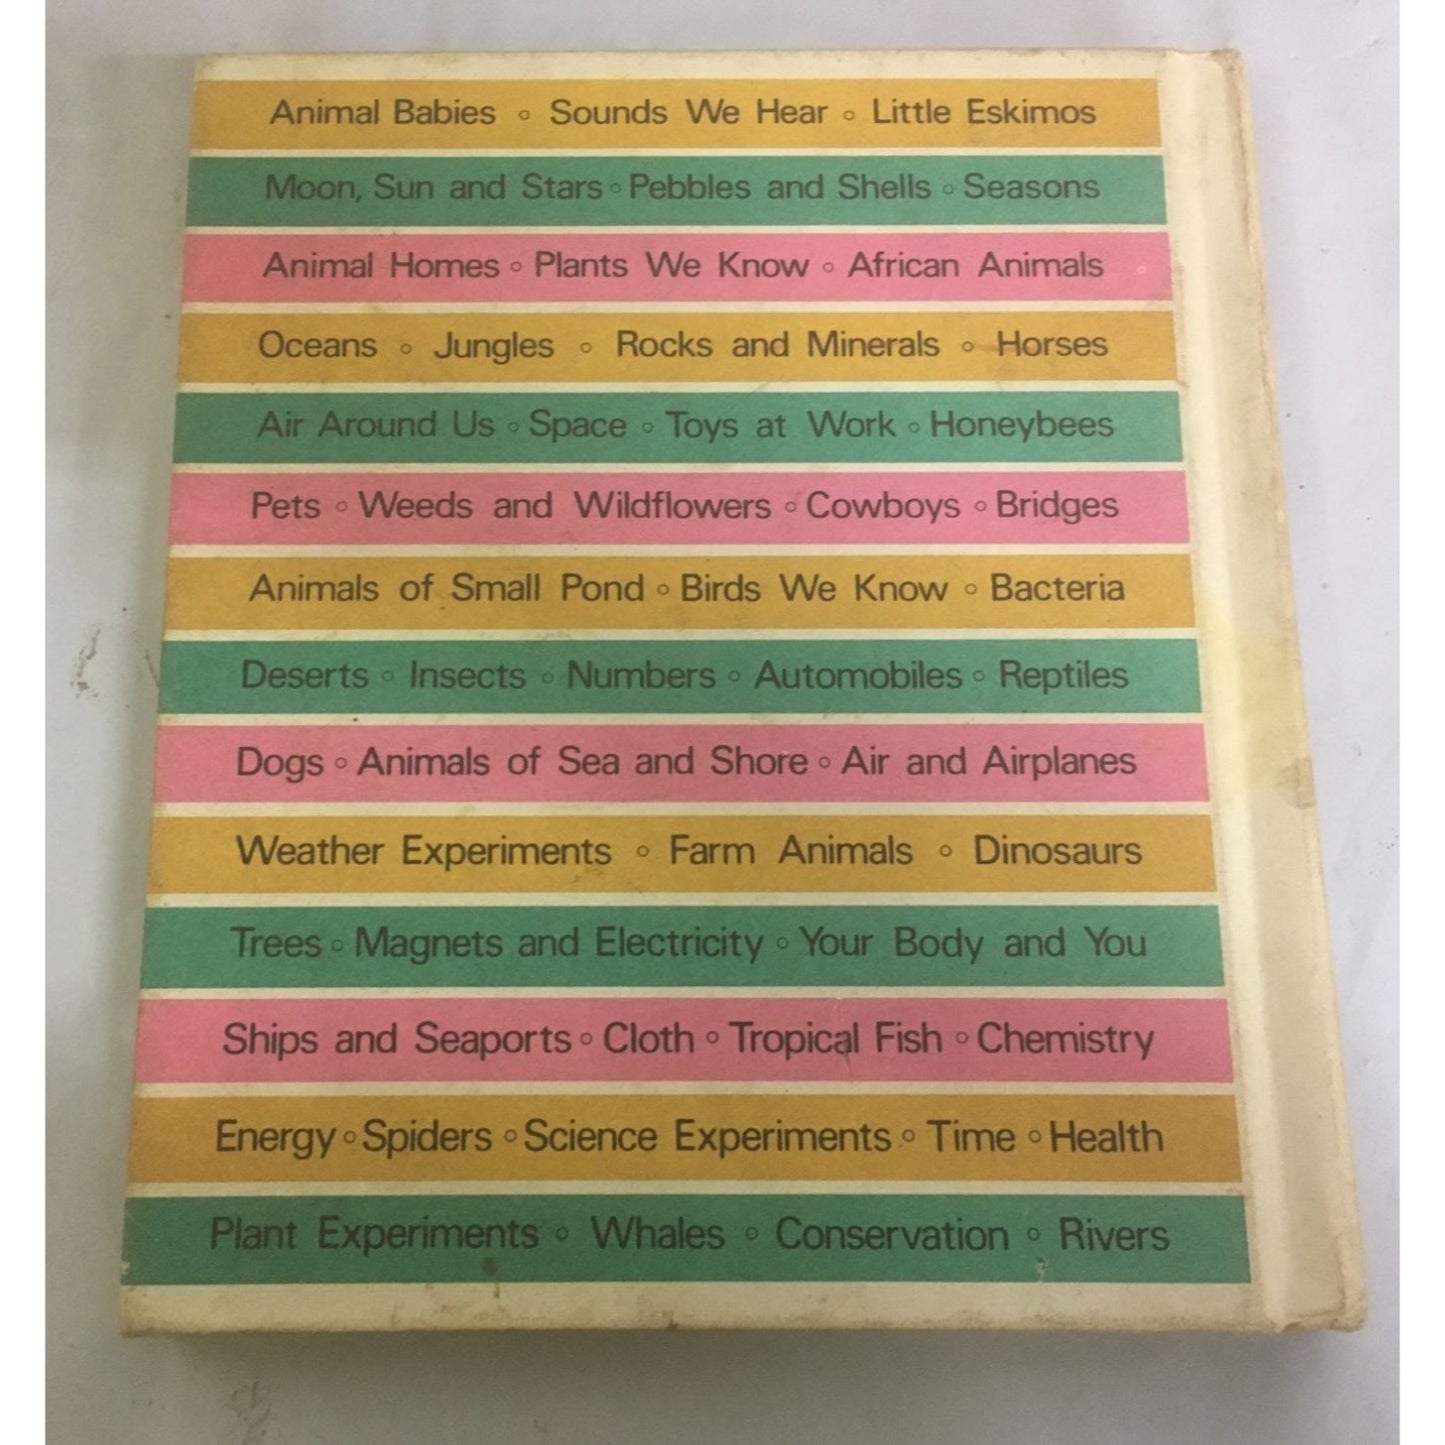 Animal Babies ◦ Sounds We Hear ◦ Little Eskimos
Moon, Sun and Stars ◦ Pebbles and Shells ◦ Seasons
Animal Homes ◦ Plants We Know ◦ African Animals ◦
Oceans ◦ Jungles ◦ Rocks and Minerals ◦ Horses
Air Around Us ◦ Space ◦ Toys at Work ◦ Honeybees
Pets ◦ Weeds and Wildflowers ◦ Cowboys ◦ Bridges
Animals of Small Pond ◦ Birds We Know ◦ Bacteria
Deserts ◦ Insects ◦ Numbers ◦ Automobiles ◦ Reptiles
Dogs ◦ Animals of Sea and Shore ◦ Air and Airplanes
Weather Experiments ◦ Farm Animals ◦ Dinosaurs
Trees ◦ Magnets and Electricity ◦ Your Body and You
Ships and Seaports ◦ Cloth ◦ Tropical Fish ◦ Chemistry
Energy ◦ Spiders ◦ Science Experiments ◦ Time ◦ Health
Plant Experiments ◦ Whales ◦ Conservation ◦ Rivers